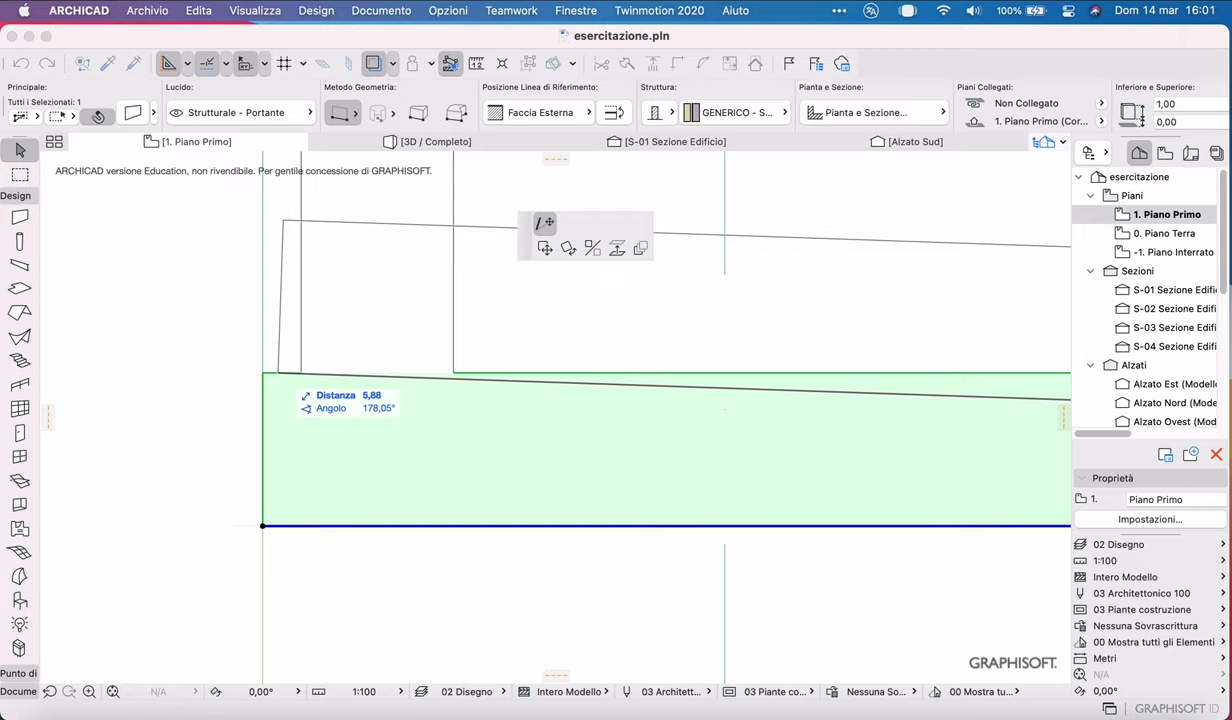 ARCHICAD Archivio Edita Visualizza Design Documento Opzioni Teamwork Finestre Twinmotion 2020 Aiuto ••• 100% Dom 14 mar 16:01
esercitazione.pln
Principale: Lucido: Metodo Geometria: Posizione Linea di Riferimento: Struttura: Pianta e Sezione: Piani Collegati: Inferiore e Superiore:
Tutti i Selezionati: 1
Strutturale - Portante Faccia Esterna GENERICO - S... Pianta e Sezione... Non Collegato 1,00
1. Piano Primo (Cor... 0,00
[1. Piano Primo] [3D / Completo] [S-01 Sezione Edificio] [Alzato Sud]
ARCHICAD versione Education, non rivendibile. Per gentile concessione di GRAPHISOFT.
Design
Distanza 5,88
Angolo 178,05°
GRAPHISOFT.
Punto di
Docume
esercitazione
Piani
1. Piano Primo
0. Piano Terra
-1. Piano Interrato
Sezioni
S-01 Sezione Edifi
S-02 Sezione Edifi
S-03 Sezione Edifi
S-04 Sezione Edifi
Alzati
Alzato Est (Modell
Alzato Nord (Mode
Alzato Ovest (Mod
Proprietà
1. Piano Primo
Impostazioni...
02 Disegno
1:100
Intero Modello
03 Architettonico 100
03 Piante costruzione
Nessuna Sovrascrittura
00 Mostra tutti gli Elementi
Metri
N/A
0,00°
N/A 0,00° 1:100 02 Disegno Intero Modello 03 Architett... 03 Piante co... Nessuna So... 00 Mostra tu...
GRAPHISOFT ID